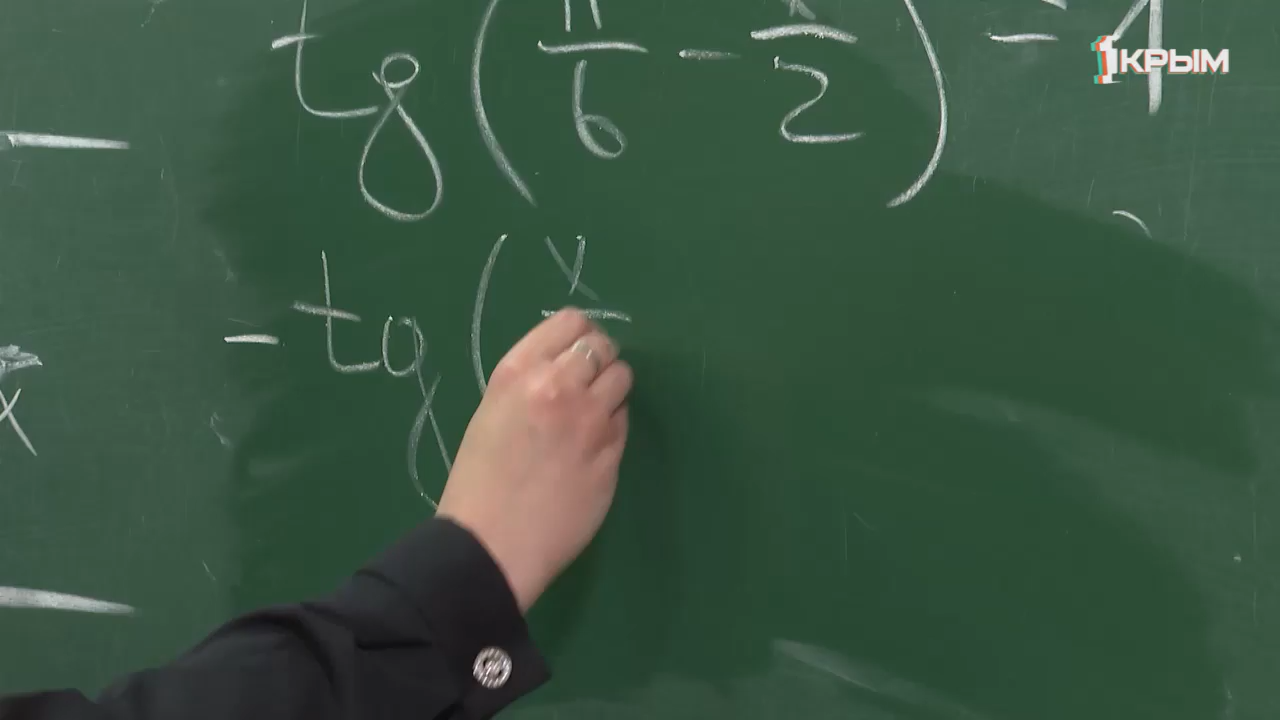 tg(π/6 - x/2) = 1
1КРЫМ
-tg(x
x